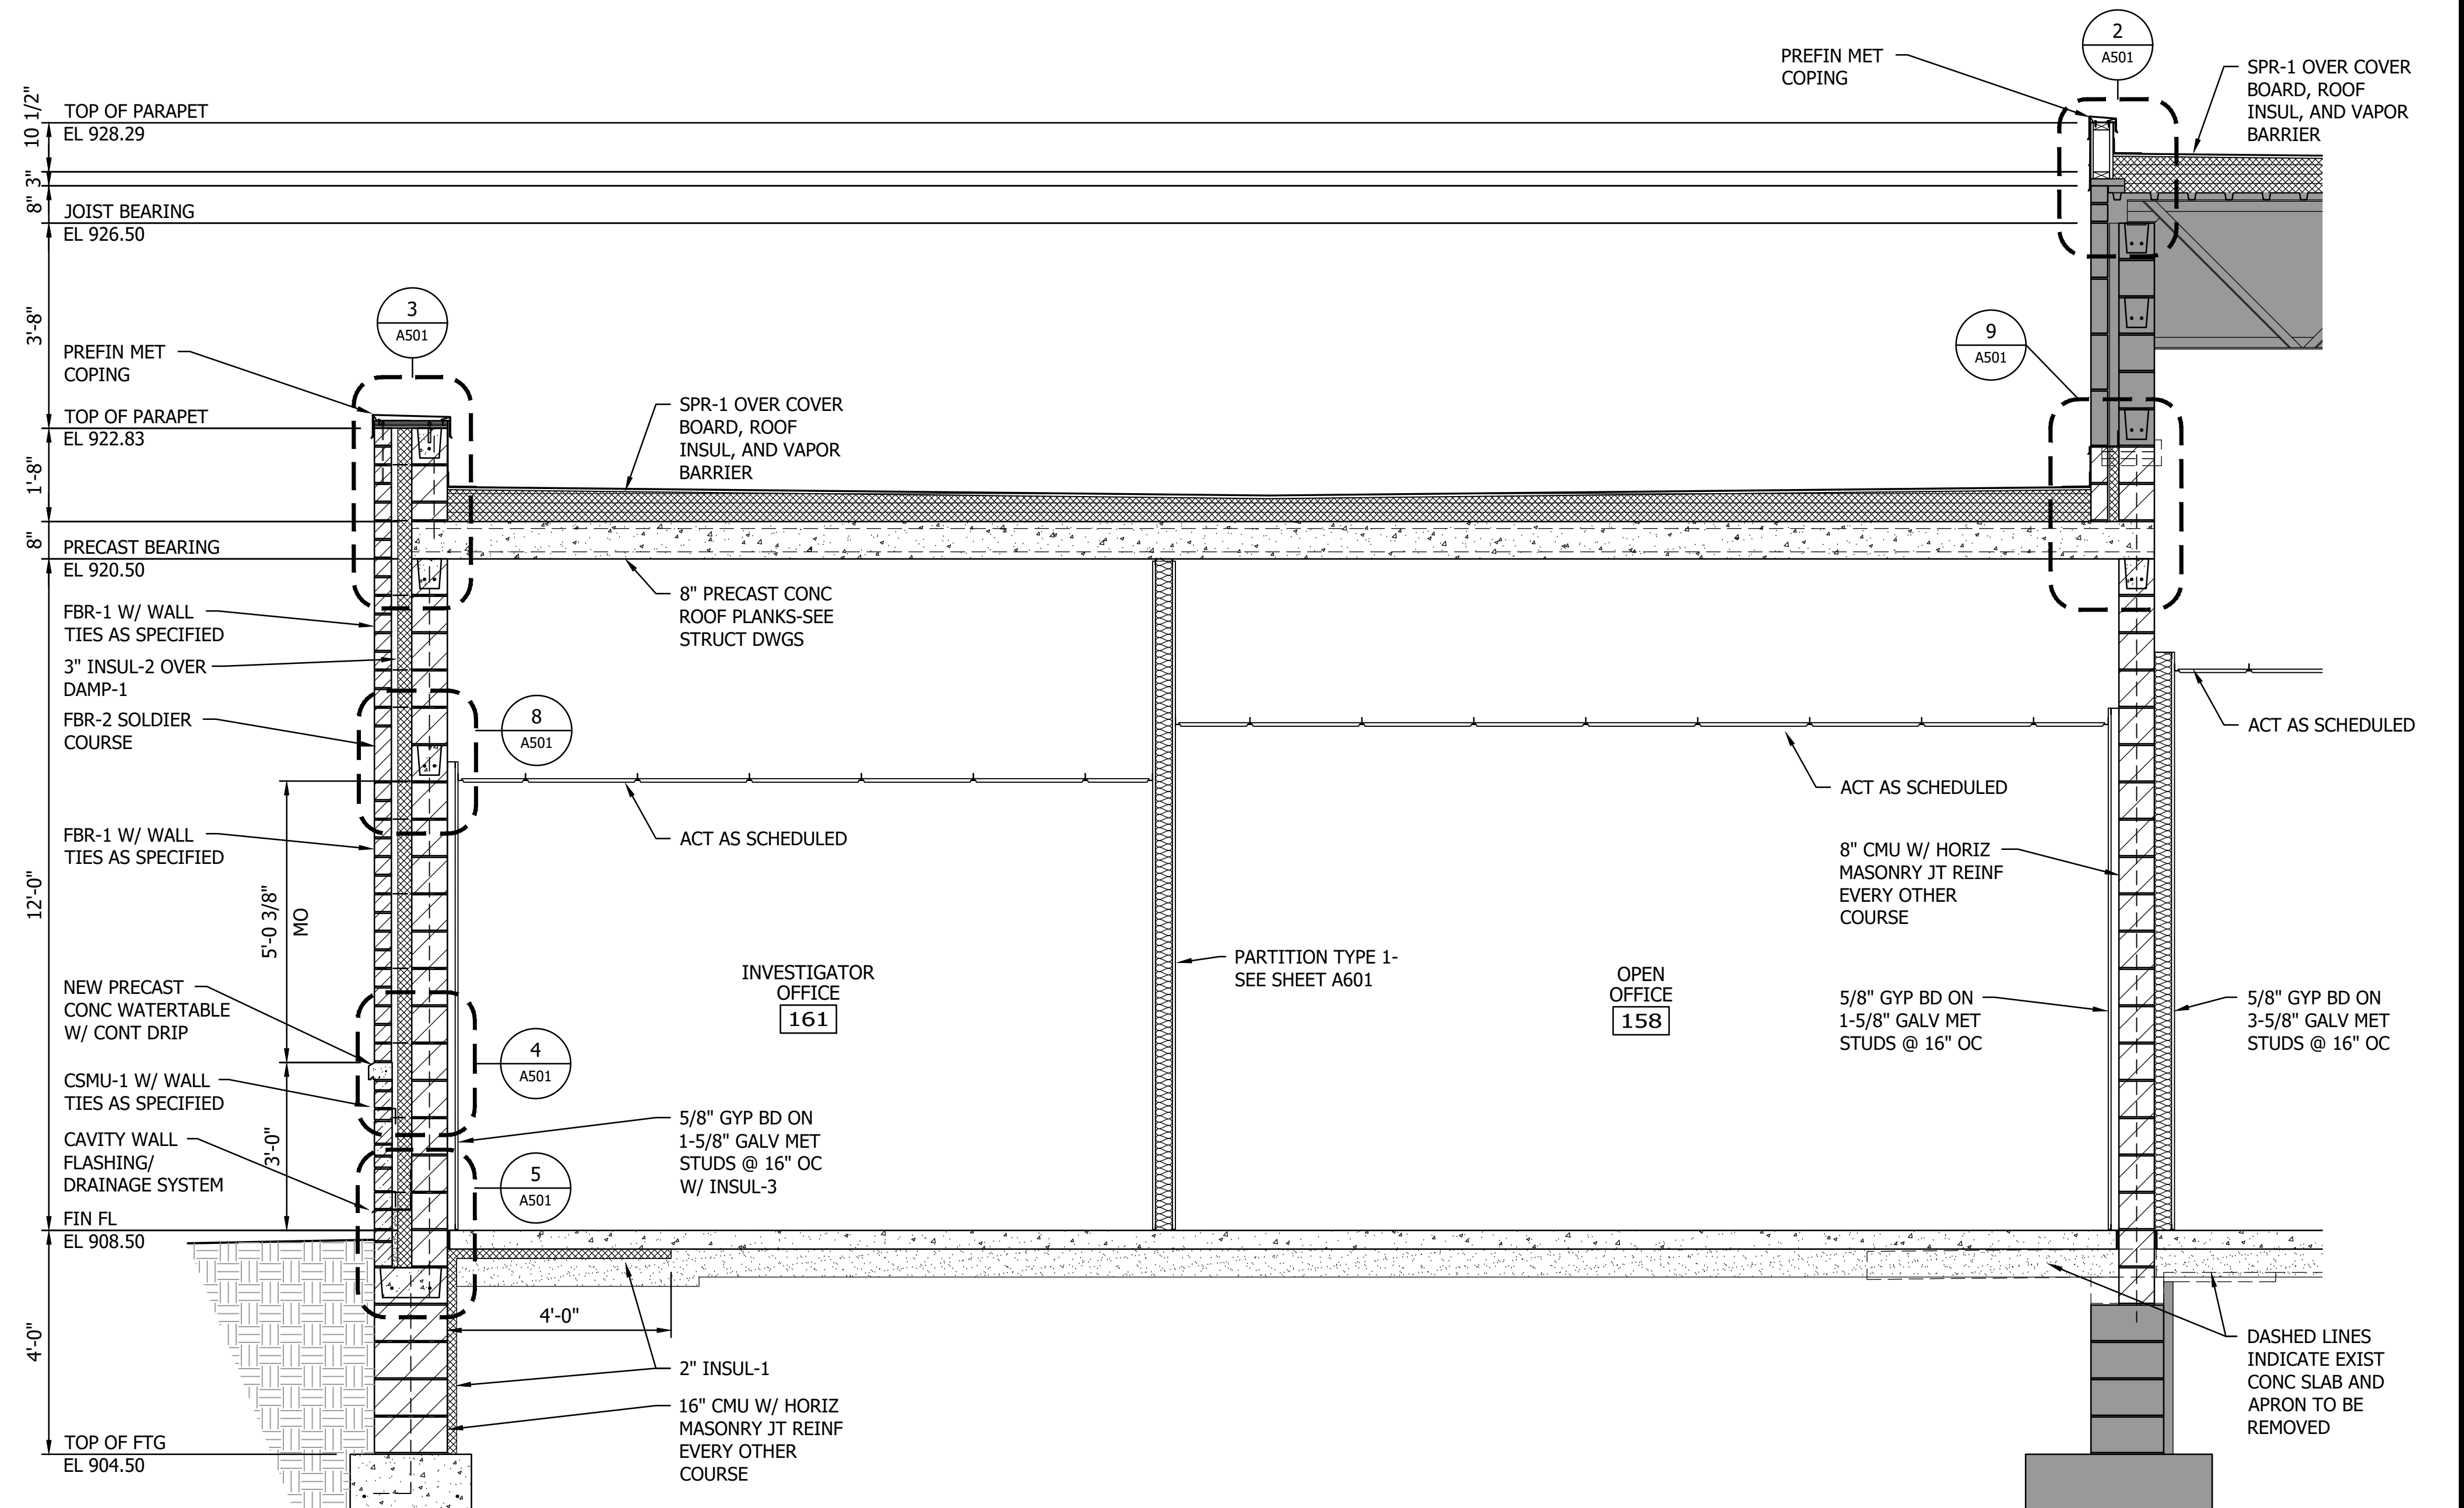 2
A501
PREFIN MET
COPING
SPR-1 OVER COVER
BOARD, ROOF
INSUL, AND VAPOR
BARRIER
10 1/2"
TOP OF PARAPET
EL 928.29
3"
8"
JOIST BEARING
EL 926.50
3'-8"
3
A501
9
A501
PREFIN MET
COPING
TOP OF PARAPET
EL 922.83
SPR-1 OVER COVER
BOARD, ROOF
INSUL, AND VAPOR
BARRIER
1'-8"
8"
PRECAST BEARING
EL 920.50
8" PRECAST CONC
ROOF PLANKS-SEE
STRUCT DWGS
FBR-1 W/ WALL
TIES AS SPECIFIED
3" INSUL-2 OVER
DAMP-1
FBR-2 SOLDIER
COURSE
8
A501
ACT AS SCHEDULED
ACT AS SCHEDULED
ACT AS SCHEDULED
FBR-1 W/ WALL
TIES AS SPECIFIED
12'-0"
5'-0 3/8"
MO
8" CMU W/ HORIZ
MASONRY JT REINF
EVERY OTHER
COURSE
PARTITION TYPE 1-
SEE SHEET A601
INVESTIGATOR
OFFICE
161
OPEN
OFFICE
158
NEW PRECAST
CONC WATERTABLE
W/ CONT DRIP
5/8" GYP BD ON
1-5/8" GALV MET
STUDS @ 16" OC
5/8" GYP BD ON
3-5/8" GALV MET
STUDS @ 16" OC
4
A501
CSMU-1 W/ WALL
TIES AS SPECIFIED
CAVITY WALL
FLASHING/
DRAINAGE SYSTEM
3'-0"
5/8" GYP BD ON
1-5/8" GALV MET
STUDS @ 16" OC
W/ INSUL-3
5
A501
FIN FL
EL 908.50
4'-0"
4'-0"
2" INSUL-1
16" CMU W/ HORIZ
MASONRY JT REINF
EVERY OTHER
COURSE
DASHED LINES
INDICATE EXIST
CONC SLAB AND
APRON TO BE
REMOVED
TOP OF FTG
EL 904.50